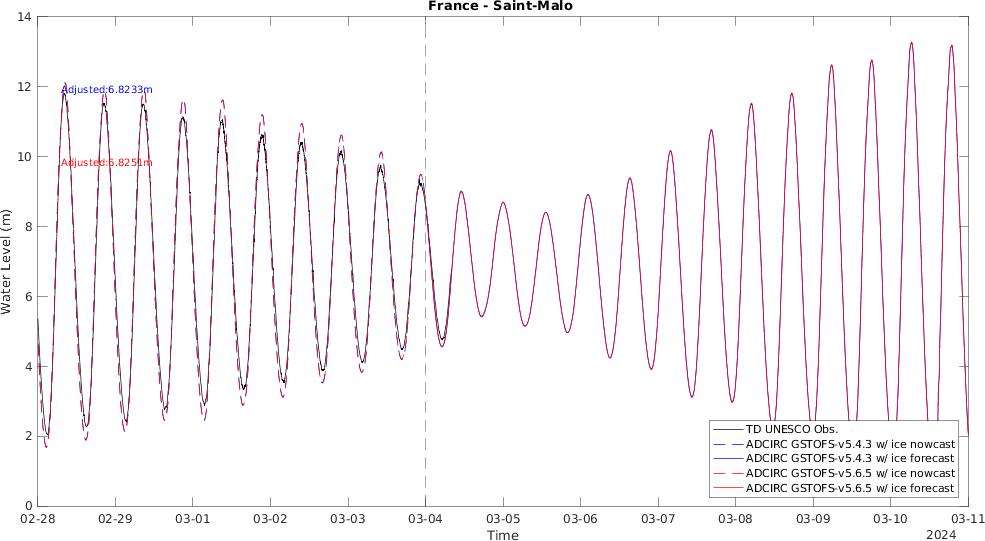 France - Saint-Malo
14
12
10
8
6
4
2
0
Water Level (m)
Adjusted:6.8233m
Adjusted:6.8251m
TD UNESCO Obs.
ADCIRC GSTOFS-v5.4.3 w/ ice nowcast
ADCIRC GSTOFS-v5.4.3 w/ ice forecast
ADCIRC GSTOFS-v5.6.5 w/ ice nowcast
ADCIRC GSTOFS-v5.6.5 w/ ice forecast
02-28 02-29 03-01 03-02 03-03 03-04 03-05 03-06 03-07 03-08 03-09 03-10 03-11
Time
2024